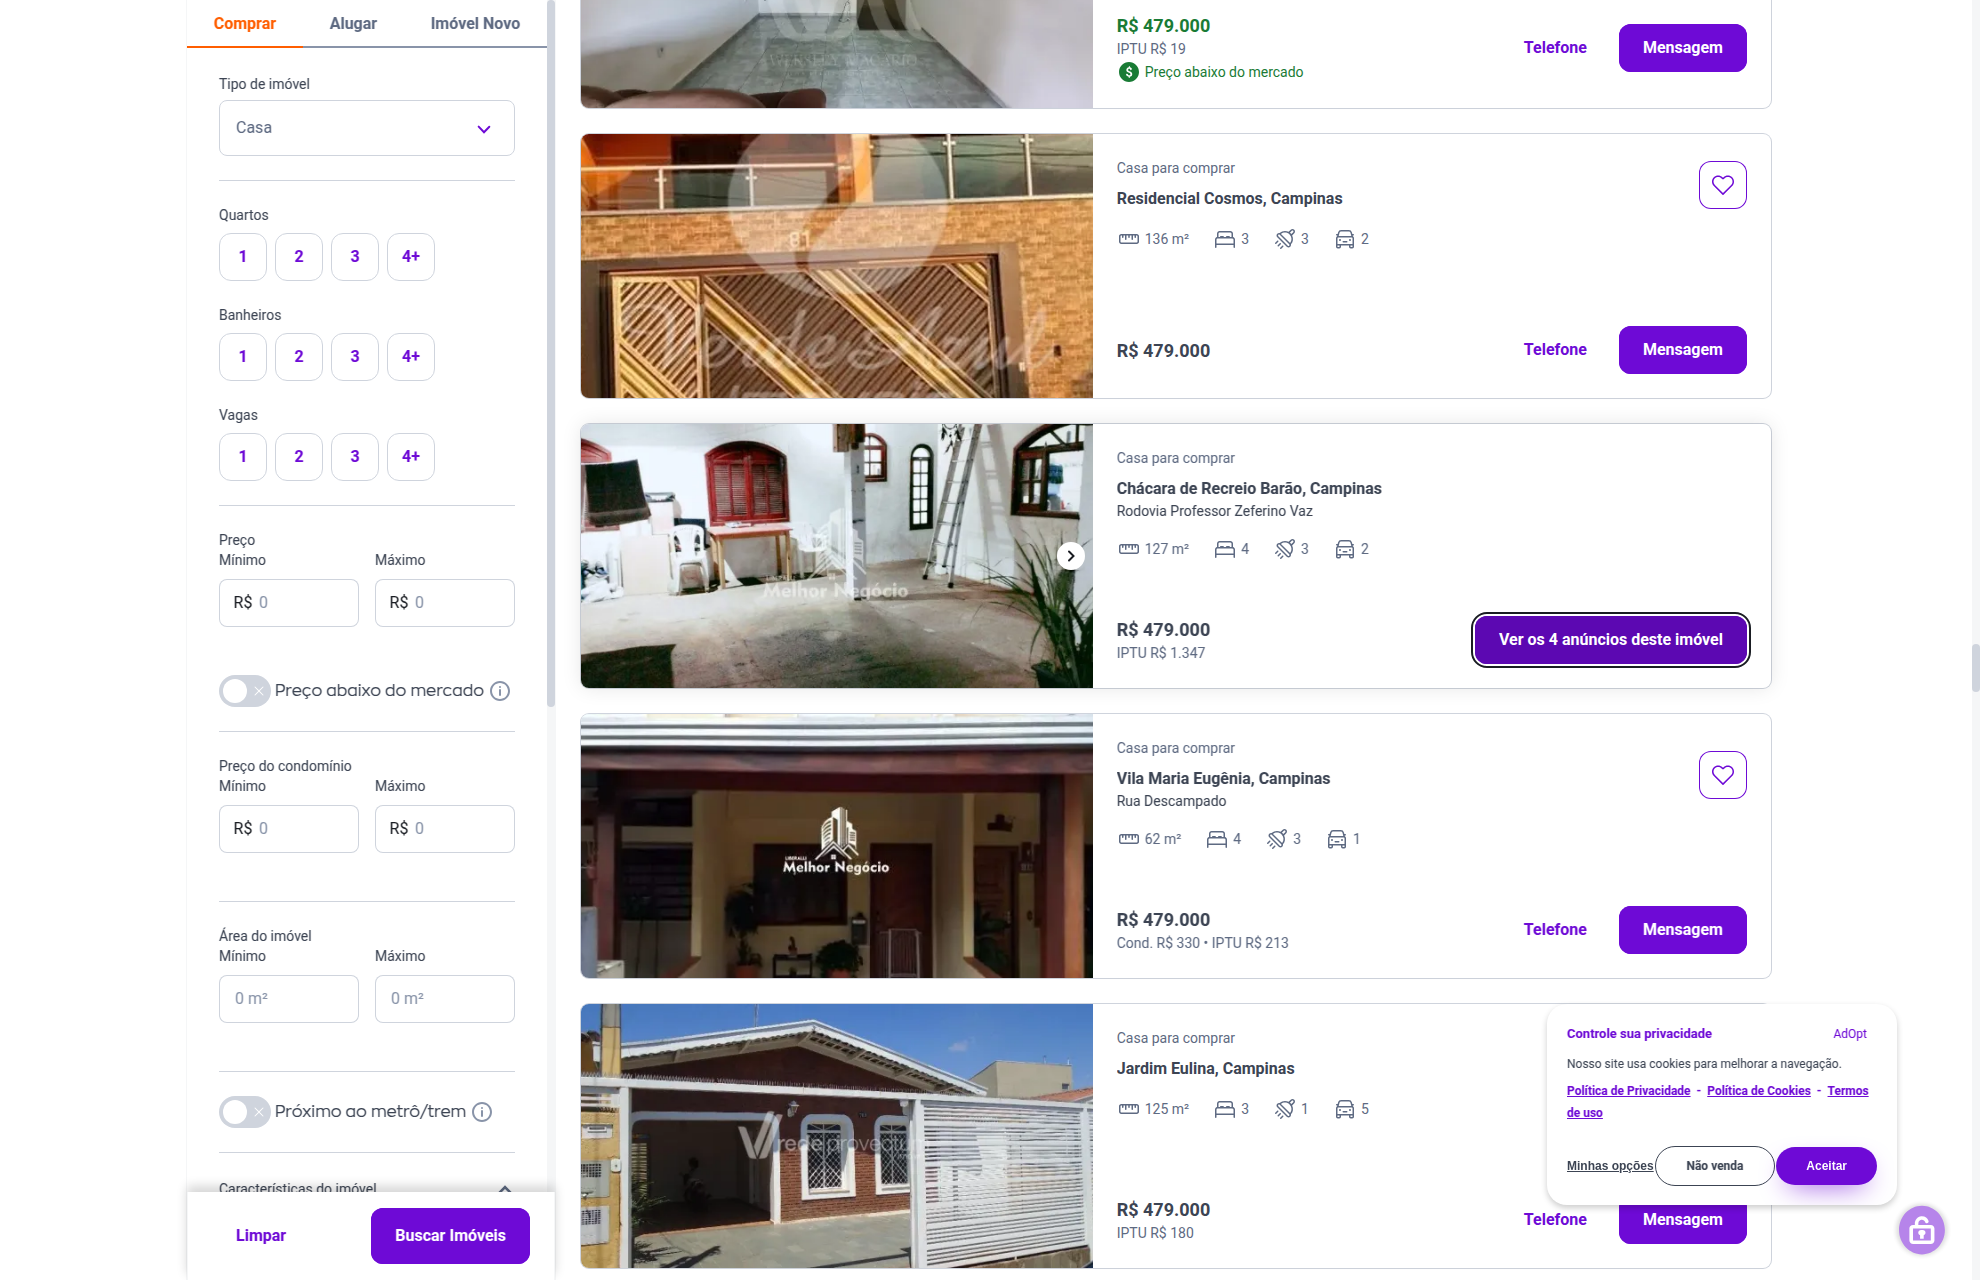 Comprar
Alugar
Imóvel Novo
Tipo de imóvel
Casa
Quartos
1
2
3
4+
Banheiros
1
2
3
4+
Vagas
1
2
3
4+
Preço
Mínimo
Máximo
R$ 0
R$ 0
Preço abaixo do mercado
Preço do condomínio
Mínimo
Máximo
R$ 0
R$ 0
Área do imóvel
Mínimo
Máximo
0 m²
0 m²
Próximo ao metrô/trem
Características do imóvel
Limpar
Buscar Imóveis
R$ 479.000
IPTU R$ 19
$ Preço abaixo do mercado
Telefone
Mensagem
81
Casa para comprar
Residencial Cosmos, Campinas
136 m²
3
3
2
R$ 479.000
Telefone
Mensagem
Melhor Negócio
Casa para comprar
Chácara de Recreio Barão, Campinas
Rodovia Professor Zeferino Vaz
127 m²
4
3
2
R$ 479.000
IPTU R$ 1.347
Ver os 4 anúncios deste imóvel
LIBERALLI
Melhor Negócio
Casa para comprar
Vila Maria Eugênia, Campinas
Rua Descampado
62 m²
4
3
1
R$ 479.000
Cond. R$ 330 • IPTU R$ 213
Telefone
Mensagem
Casa para comprar
Jardim Eulina, Campinas
125 m²
3
1
5
R$ 479.000
IPTU R$ 180
Telefone
Mensagem
Controle sua privacidade
AdOpt
Nosso site usa cookies para melhorar a navegação.
Política de Privacidade - Política de Cookies - Termos
de uso
Minhas opções
Não venda
Aceitar